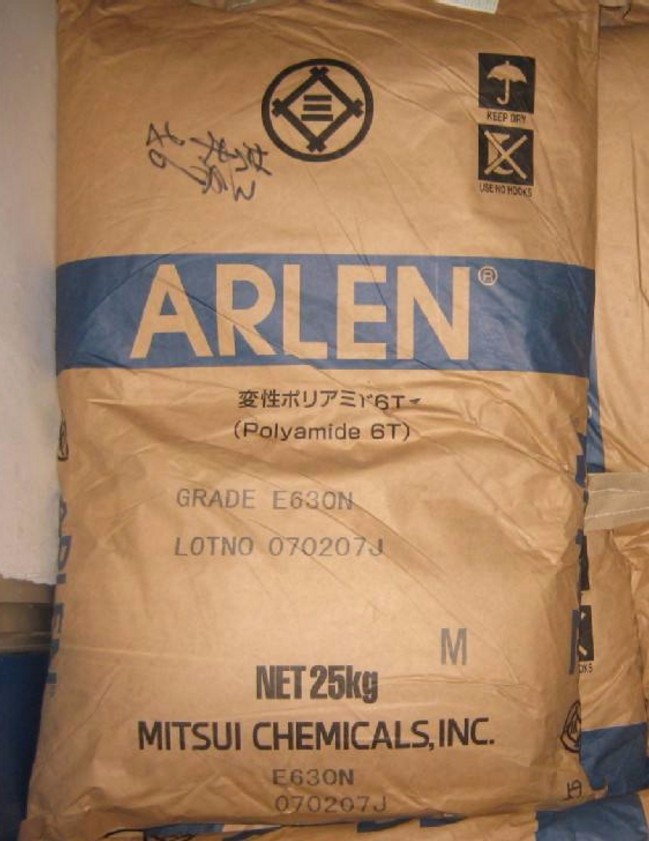 KEEP DRY
USE NO HOOKS
ARLEN®
変性ポリアミド6T
(Polyamide 6T)
GRADE E630N
LOTNO 070207J
M
NET 25kg
MITSUI CHEMICALS, INC.
E630N
070207J
19